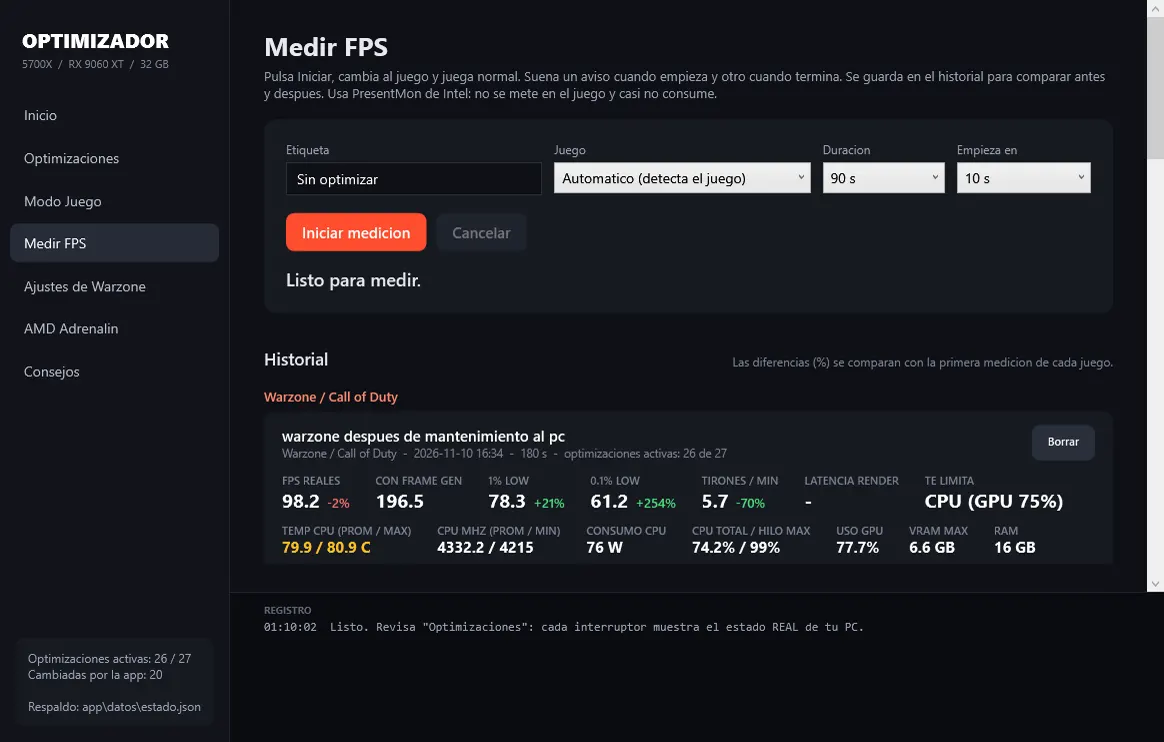 OPTIMIZADOR
5700X / RX 9060 XT / 32 GB
Inicio
Optimizaciones
Modo Juego
Medir FPS
Ajustes de Warzone
AMD Adrenalin
Consejos
Optimizaciones activas: 26 / 27
Cambiadas por la app: 20
Respaldo: app\datos\estado.json
Medir FPS
Pulsa Iniciar, cambia al juego y juega normal. Suena un aviso cuando empieza y otro cuando termina. Se guarda en el historial para comparar antes
y despues. Usa PresentMon de Intel: no se mete en el juego y casi no consume.
Etiqueta Juego Duracion Empieza en
Sin optimizar Automatico (detecta el juego) 90 s 10 s
Iniciar medicion Cancelar
Listo para medir.
Historial Las diferencias (%) se comparan con la primera medicion de cada juego.
Warzone / Call of Duty
warzone despues de mantenimiento al pc Borrar
Warzone / Call of Duty - 2026-11-10 16:34 - 180 s - optimizaciones activas: 26 de 27
FPS REALES CON FRAME GEN 1% LOW 0.1% LOW TIRONES / MIN LATENCIA RENDER TE LIMITA
98.2 -2% 196.5 78.3 +21% 61.2 +254% 5.7 -70% - CPU (GPU 75%)
TEMP CPU (PROM / MAX) CPU MHZ (PROM / MIN) CONSUMO CPU CPU TOTAL / HILO MAX USO GPU VRAM MAX RAM
79.9 / 80.9 C 4332.2 / 4215 76 W 74.2% / 99% 77.7% 6.6 GB 16 GB
REGISTRO
01:10:02 Listo. Revisa "Optimizaciones": cada interruptor muestra el estado REAL de tu PC.